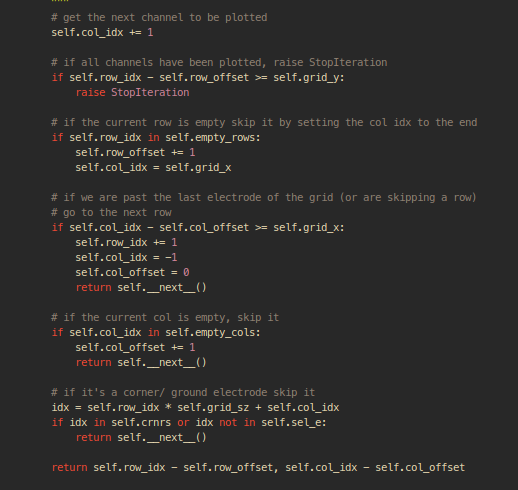 """
# get the next channel to be plotted
self.col_idx += 1
# if all channels have been plotted, raise StopIteration
if self.row_idx - self.row_offset >= self.grid_y:
raise StopIteration
# if the current row is empty skip it by setting the col idx to the end
if self.row_idx in self.empty_rows:
self.row_offset += 1
self.col_idx = self.grid_x
# if we are past the last electrode of the grid (or are skipping a row)
# go to the next row
if self.col_idx - self.col_offset >= self.grid_x:
self.row_idx += 1
self.col_idx = -1
self.col_offset = 0
return self.__next__()
# if the current col is empty, skip it
if self.col_idx in self.empty_cols:
self.col_offset += 1
return self.__next__()
# if it's a corner/ ground electrode skip it
idx = self.row_idx * self.grid_sz + self.col_idx
if idx in self.crnrs or idx not in self.sel_e:
return self.__next__()
return self.row_idx - self.row_offset, self.col_idx - self.col_offset